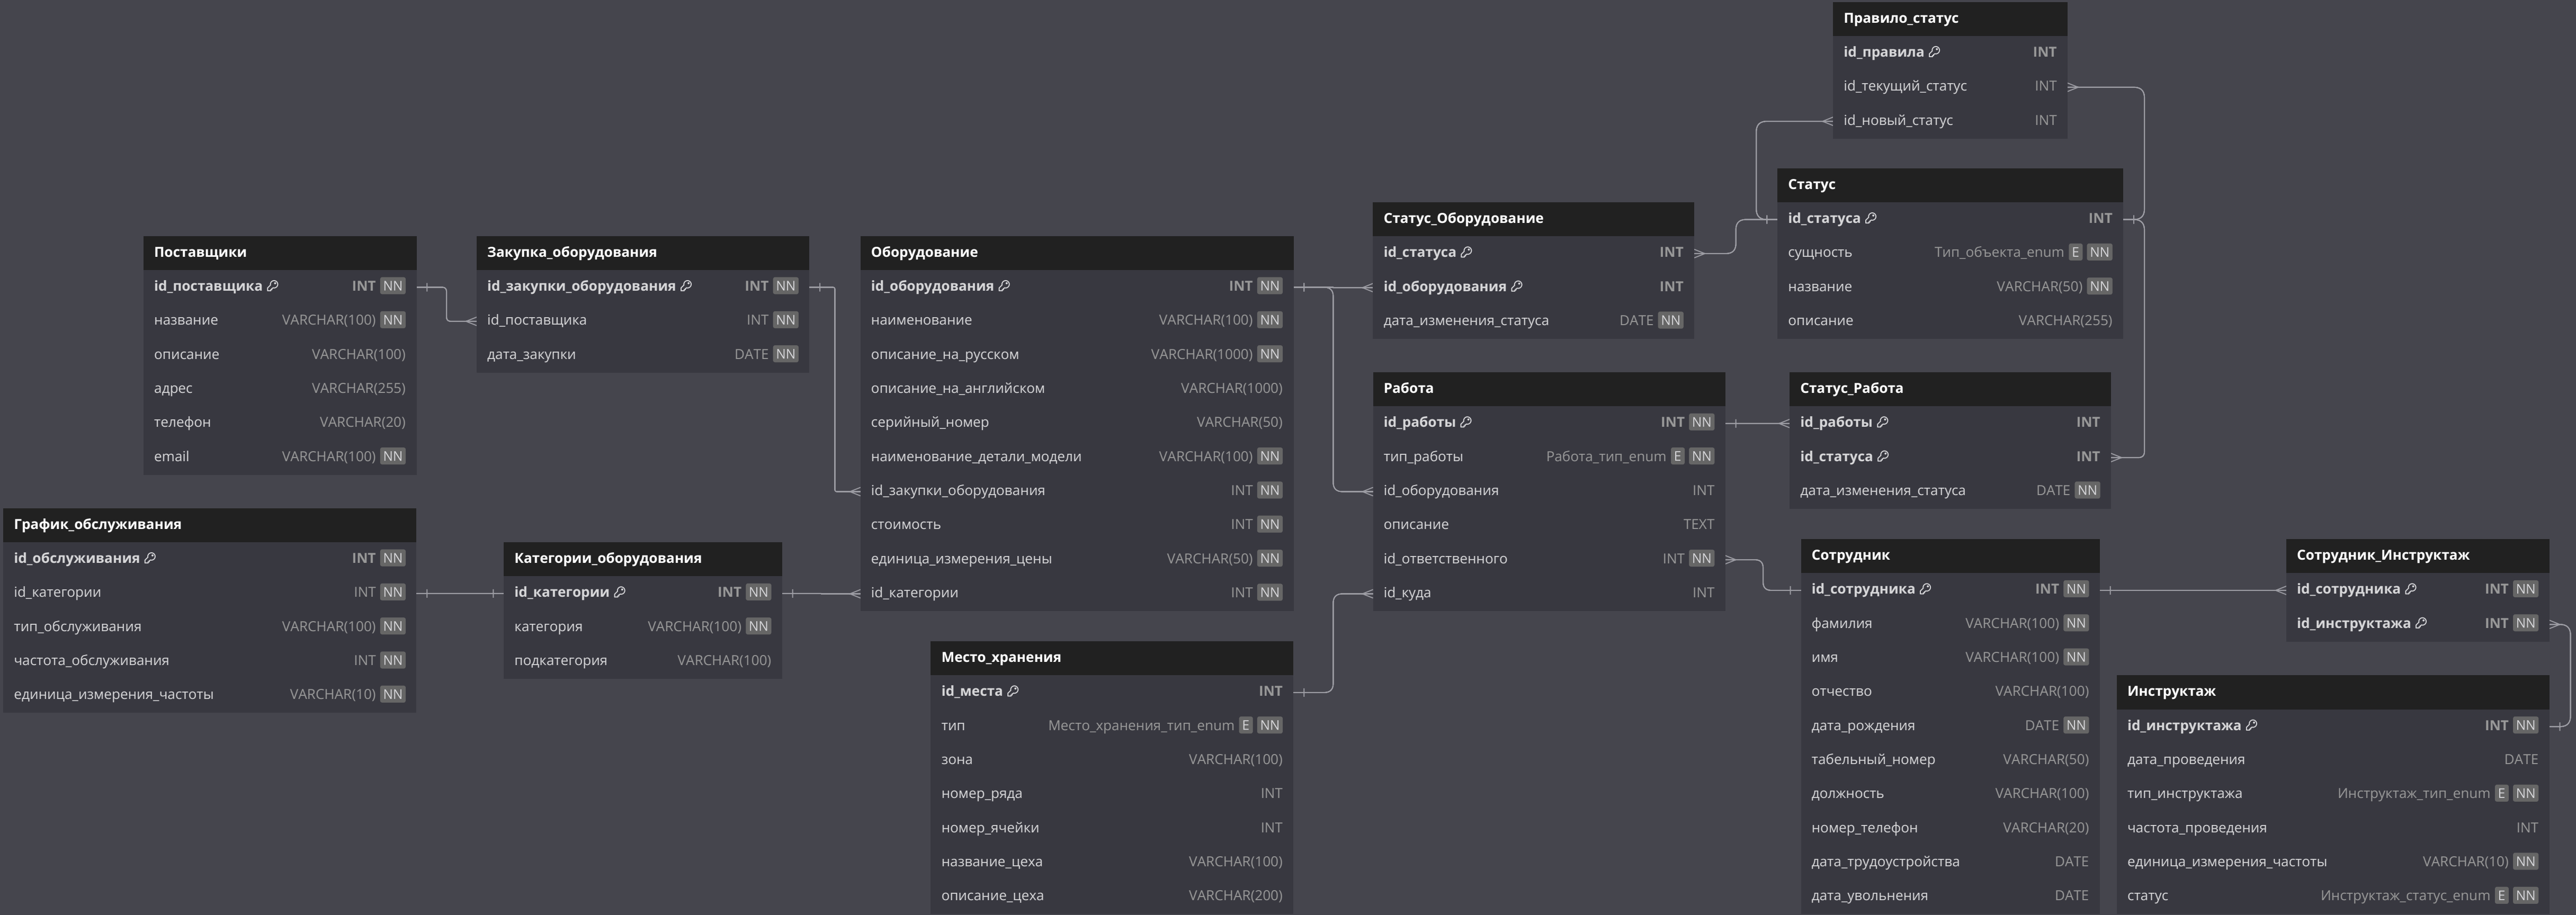 Правило_статус
id_правила INT
id_текущий_статус INT
id_новый_статус INT
Статус
id_статуса INT
сущность Тип_объекта_enum E NN
название VARCHAR(50) NN
описание VARCHAR(255)
Статус_Оборудование
id_статуса INT
id_оборудования INT
дата_изменения_статуса DATE NN
Поставщики
id_поставщика INT NN
название VARCHAR(100) NN
описание VARCHAR(100)
адрес VARCHAR(255)
телефон VARCHAR(20)
email VARCHAR(100) NN
Закупка_оборудования
id_закупки_оборудования INT NN
id_поставщика INT NN
дата_закупки DATE NN
Оборудование
id_оборудования INT NN
наименование VARCHAR(100) NN
описание_на_русском VARCHAR(1000) NN
описание_на_английском VARCHAR(1000)
серийный_номер VARCHAR(50)
наименование_детали_модели VARCHAR(100) NN
id_закупки_оборудования INT NN
стоимость INT NN
единица_измерения_цены VARCHAR(50) NN
id_категории INT NN
Работа
id_работы INT NN
тип_работы Работа_тип_enum E NN
id_оборудования INT
описание TEXT
id_ответственного INT NN
id_куда INT
Статус_Работа
id_работы INT
id_статуса INT
дата_изменения_статуса DATE NN
График_обслуживания
id_обслуживания INT NN
id_категории INT NN
тип_обслуживания VARCHAR(100) NN
частота_обслуживания INT NN
единица_измерения_частоты VARCHAR(10) NN
Категории_оборудования
id_категории INT NN
категория VARCHAR(100) NN
подкатегория VARCHAR(100)
Место_хранения
id_места INT
тип Место_хранения_тип_enum E NN
зона VARCHAR(100)
номер_ряда INT
номер_ячейки INT
название_цеха VARCHAR(100)
описание_цеха VARCHAR(200)
Сотрудник
id_сотрудника INT NN
фамилия VARCHAR(100) NN
имя VARCHAR(100) NN
отчество VARCHAR(100)
дата_рождения DATE NN
табельный_номер VARCHAR(50)
должность VARCHAR(100)
номер_телефон VARCHAR(20)
дата_трудоустройства DATE
дата_увольнения DATE
Сотрудник_Инструктаж
id_сотрудника INT NN
id_инструктажа INT NN
Инструктаж
id_инструктажа INT NN
дата_проведения DATE
тип_инструктажа Инструктаж_тип_enum E NN
частота_проведения INT
единица_измерения_частоты VARCHAR(10) NN
статус Инструктаж_статус_enum E NN